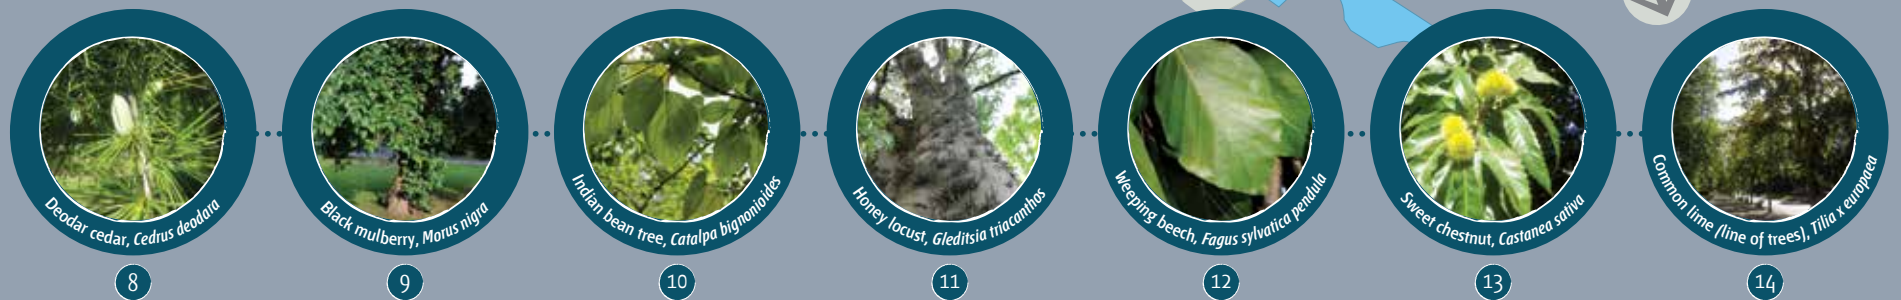 Deodar cedar, Cedrus deodara
8
Black mulberry, Morus nigra
9
Indian bean tree, Catalpa bignonioides
10
Honey locust, Gleditsia triacanthos
11
Weeping beech, Fagus sylvatica pendula
12
Sweet chestnut, Castanea sativa
13
Common lime (line of trees), Tilia x europaea
14